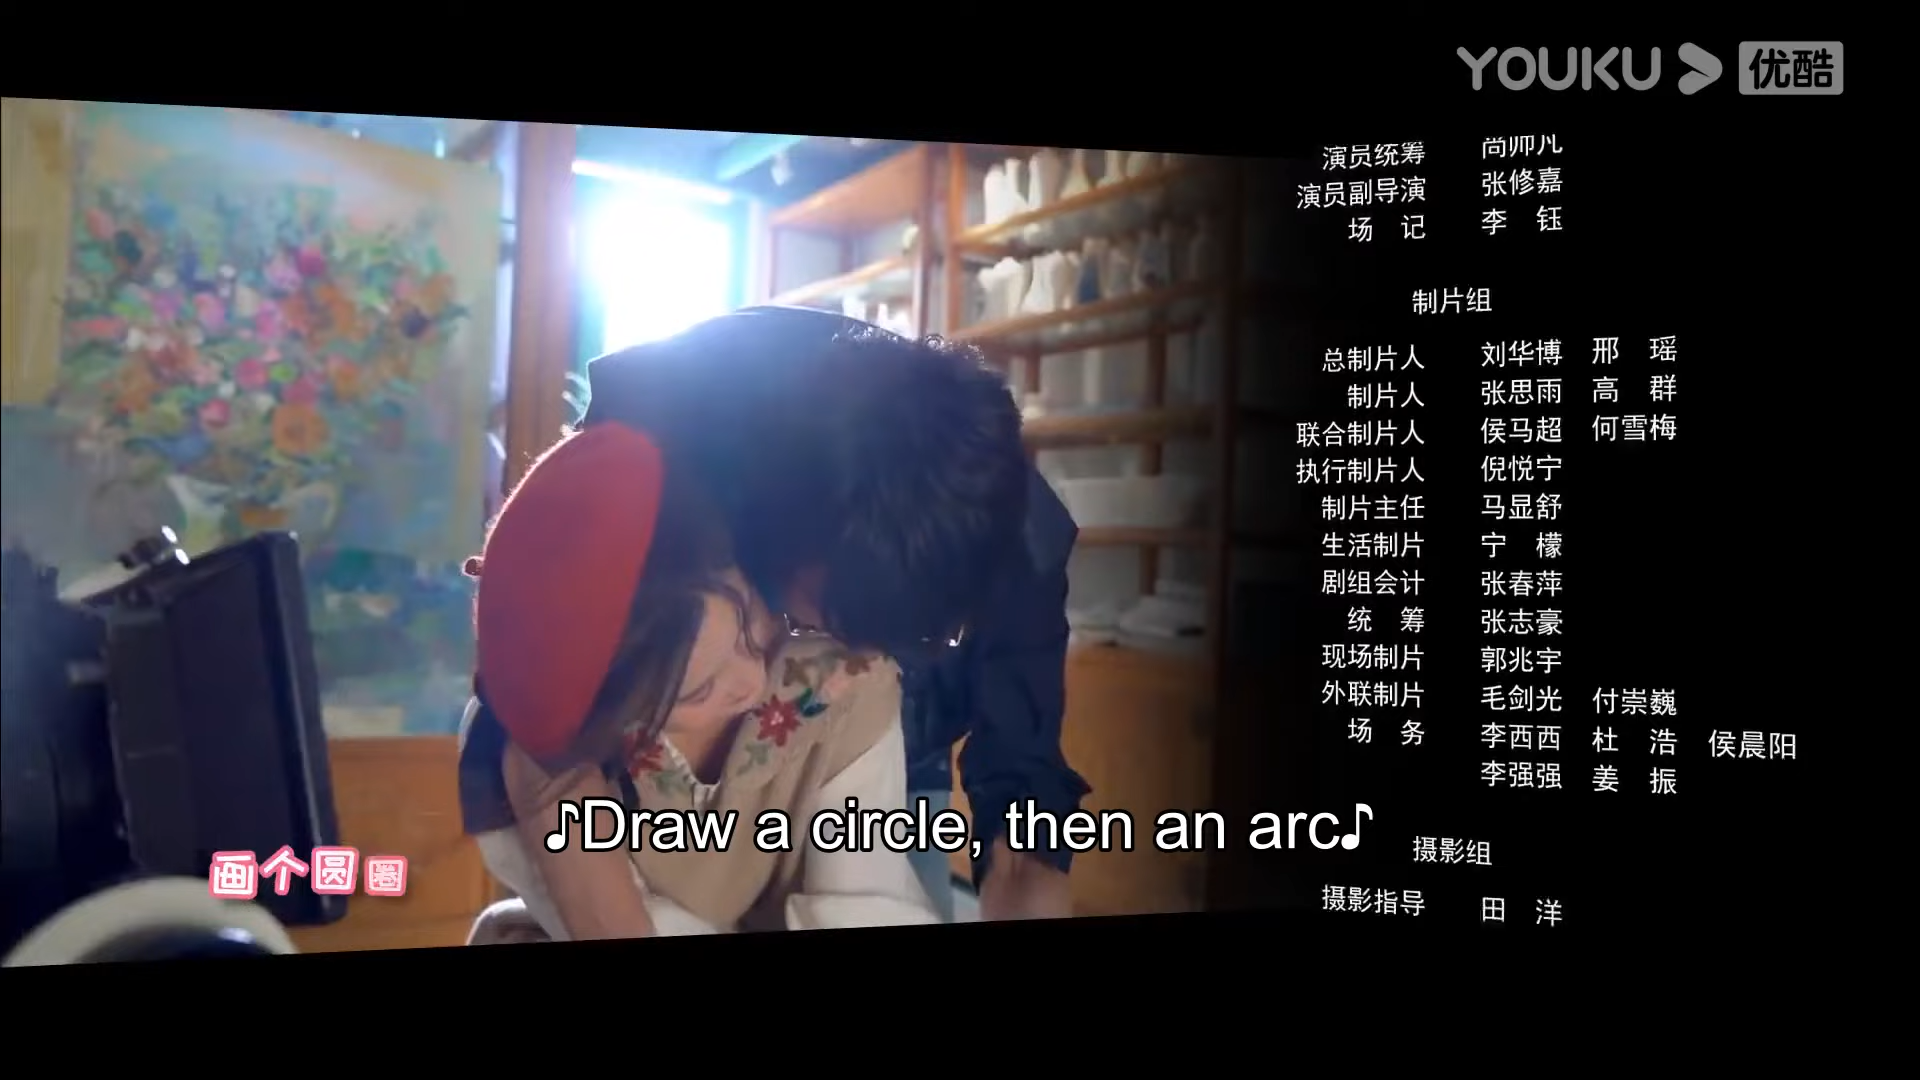 YOUKU 优酷
演员统筹 尚师凡
演员副导演 张修嘉
场 记 李 钰
制片组
总制片人 刘华博 邢 瑶
制片人 张思雨 高 群
联合制片人 侯马超 何雪梅
执行制片人 倪悦宁
制片主任 马显舒
生活制片 宁 檬
剧组会计 张春萍
统 筹 张志豪
现场制片 郭兆宇
外联制片 毛剑光 付崇巍
场 务 李西西 杜 浩 侯晨阳
李强强 姜 振
♪Draw a circle, then an arc♪
摄影组
画个圆圈
摄影指导 田 洋